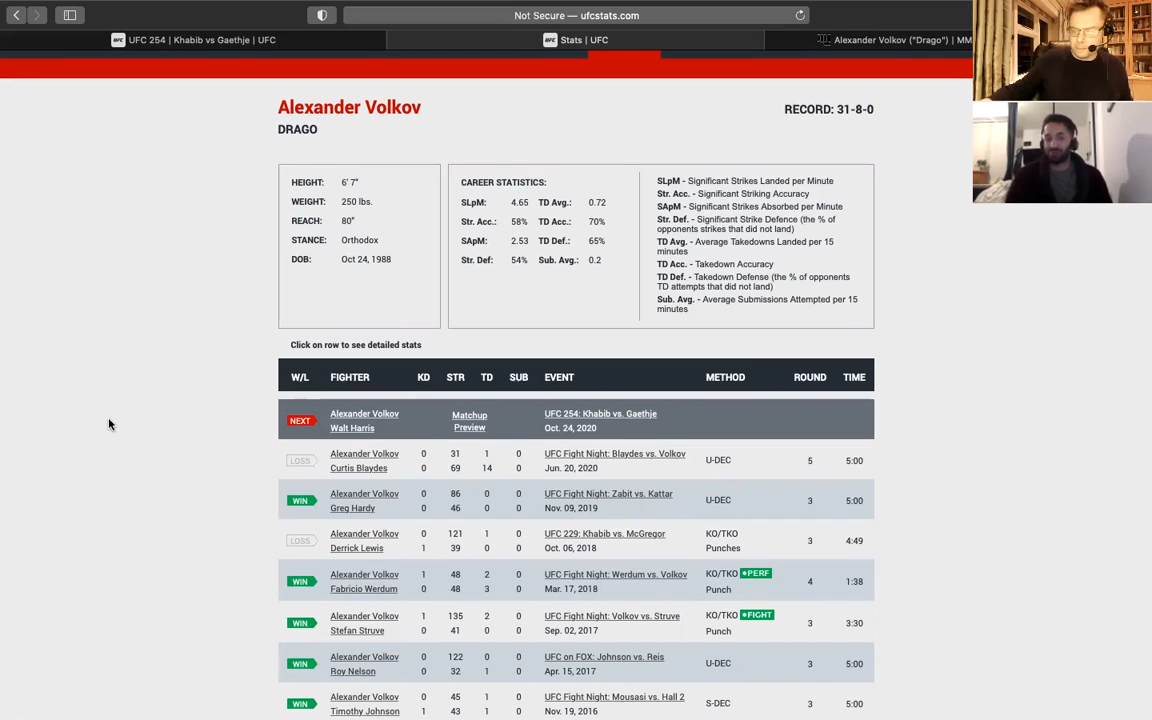 Not Secure — ufcstats.com
UFC 254 | Khabib vs Gaethje | UFC
Stats | UFC
Alexander Volkov ("Drago") | MM
Alexander Volkov
RECORD: 31-8-0
DRAGO
HEIGHT: 6' 7"
WEIGHT: 250 lbs.
REACH: 80"
STANCE: Orthodox
DOB: Oct 24, 1988
CAREER STATISTICS:
SLpM: 4.65 TD Avg.: 0.72
Str. Acc.: 58% TD Acc.: 70%
SApM: 2.53 TD Def.: 65%
Str. Def: 54% Sub. Avg.: 0.2
SLpM - Significant Strikes Landed per Minute
Str. Acc. - Significant Striking Accuracy
SApM - Significant Strikes Absorbed per Minute
Str. Def. - Significant Strike Defence (the % of
opponents strikes that did not land)
TD Avg. - Average Takedowns Landed per 15
minutes
TD Acc. - Takedown Accuracy
TD Def. - Takedown Defense (the % of opponents
TD attempts that did not land)
Sub. Avg. - Average Submissions Attempted per 15
minutes
Click on row to see detailed stats
W/L FIGHTER KD STR TD SUB EVENT METHOD ROUND TIME
NEXT Alexander Volkov Matchup UFC 254: Khabib vs. Gaethje
Walt Harris Preview Oct. 24, 2020
LOSS Alexander Volkov 0 31 1 0 UFC Fight Night: Blaydes vs. Volkov U-DEC 5 5:00
Curtis Blaydes 0 69 14 0 Jun. 20, 2020
WIN Alexander Volkov 0 86 0 0 UFC Fight Night: Zabit vs. Kattar U-DEC 3 5:00
Greg Hardy 0 46 0 0 Nov. 09, 2019
LOSS Alexander Volkov 0 121 1 0 UFC 229: Khabib vs. McGregor KO/TKO 3 4:49
Derrick Lewis 1 39 0 0 Oct. 06, 2018 Punches
WIN Alexander Volkov 1 48 2 0 UFC Fight Night: Werdum vs. Volkov KO/TKO PERF 4 1:38
Fabricio Werdum 0 48 3 0 Mar. 17, 2018 Punch
WIN Alexander Volkov 1 135 2 0 UFC Fight Night: Volkov vs. Struve KO/TKO FIGHT 3 3:30
Stefan Struve 0 41 0 0 Sep. 02, 2017 Punch
WIN Alexander Volkov 0 122 0 0 UFC on FOX: Johnson vs. Reis U-DEC 3 5:00
Roy Nelson 0 32 1 0 Apr. 15, 2017
WIN Alexander Volkov 0 45 1 0 UFC Fight Night: Mousasi vs. Hall 2 S-DEC 3 5:00
Timothy Johnson 1 43 1 0 Nov. 19, 2016